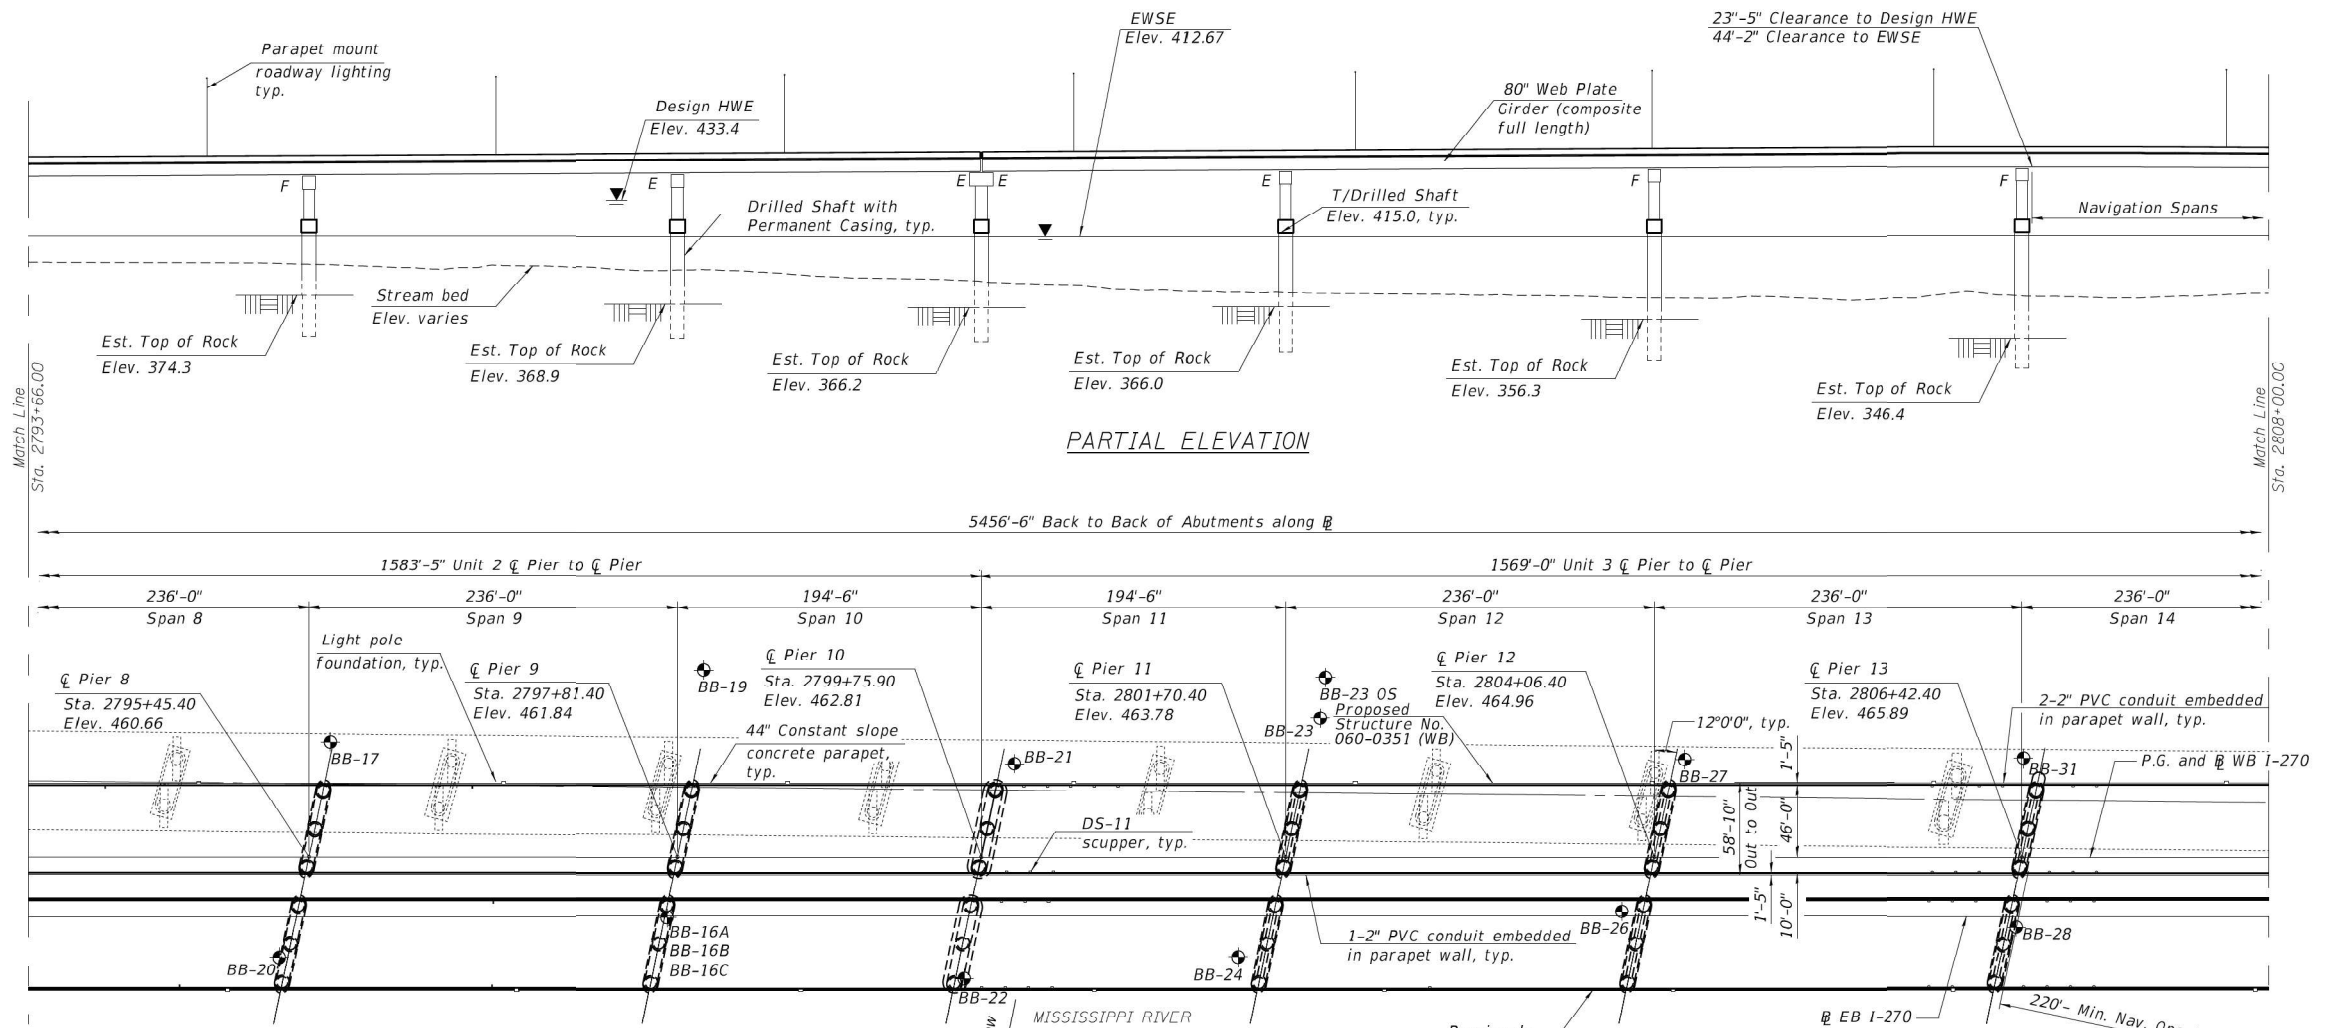 EWSE
Elev. 412.67
23"-5" Clearance to Design HWE
44'-2" Clearance to EWSE
Parapet mount
roadway lighting
typ.
Design HWE
Elev. 433.4
80" Web Plate
Girder (composite
full length)
F
E
E
E
E
F
F
Drilled Shaft with
Permanent Casing, typ.
T/Drilled Shaft
Elev. 415.0, typ.
Navigation Spans
Stream bed
Elev. varies
Est. Top of Rock
Elev. 374.3
Est. Top of Rock
Elev. 368.9
Est. Top of Rock
Elev. 366.2
Est. Top of Rock
Elev. 366.0
Est. Top of Rock
Elev. 356.3
Est. Top of Rock
Elev. 346.4
Match Line
Sta. 2793+66.00
Match Line
Sta. 2808+00.00
PARTIAL ELEVATION
5456'-6" Back to Back of Abutments along ⅊
1583'-5" Unit 2 ℄ Pier to ℄ Pier
1569'-0" Unit 3 ℄ Pier to ℄ Pier
236'-0"
Span 8
236'-0"
Span 9
194'-6"
Span 10
194'-6"
Span 11
236'-0"
Span 12
236'-0"
Span 13
236'-0"
Span 14
Light pole
foundation, typ.
℄ Pier 8
Sta. 2795+45.40
Elev. 460.66
℄ Pier 9
Sta. 2797+81.40
Elev. 461.84
BB-19
℄ Pier 10
Sta. 2799+75.90
Elev. 462.81
℄ Pier 11
Sta. 2801+70.40
Elev. 463.78
BB-23 OS
Proposed
Structure No.
060-0351 (WB)
BB-23
℄ Pier 12
Sta. 2804+06.40
Elev. 464.96
℄ Pier 13
Sta. 2806+42.40
Elev. 465.89
2-2" PVC conduit embedded
in parapet wall, typ.
12°0'0", typ.
44" Constant slope
concrete parapet,
typ.
BB-17
BB-21
BB-27
BB-31
1'-5"
P.G. and ⅊ WB I-270
58'-10"
Out to Out
46'-0"
1'-5"
10'-0"
DS-11
scupper, typ.
1-2" PVC conduit embedded
in parapet wall, typ.
BB-20
BB-16A
BB-16B
BB-16C
BB-22
BB-24
BB-26
BB-28
MISSISSIPPI RIVER
⅊ EB I-270
220'- Min. Nav.